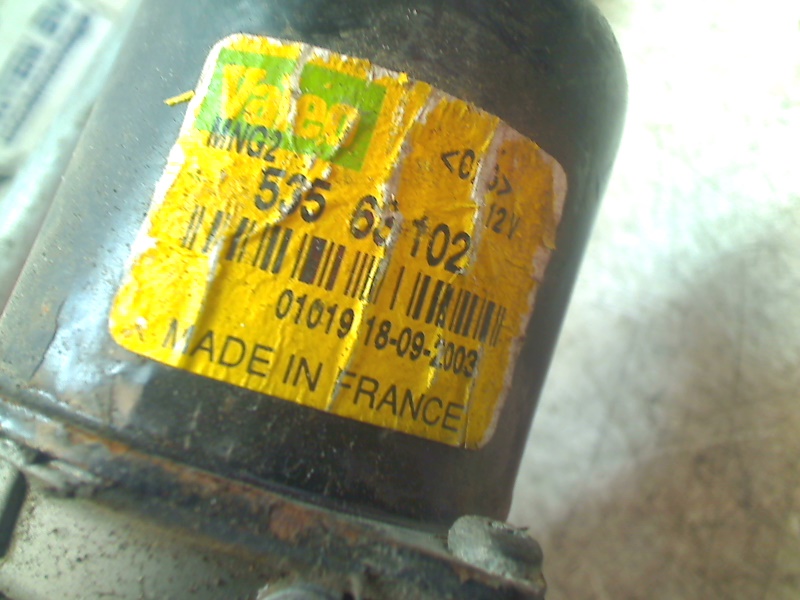 Valeo
MNG2
12V
535 63 102
01019 18-09-2003
MADE IN FRANCE